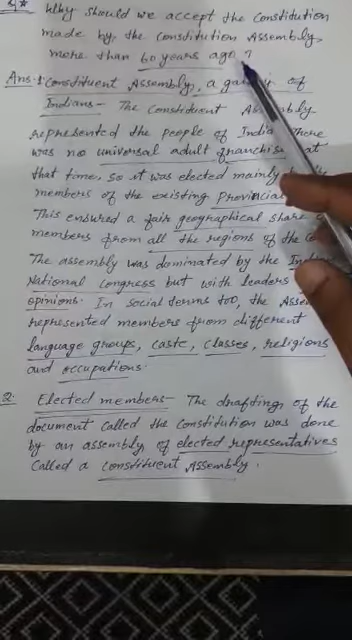 Why should we accept the Constitution
made by the Constitution Assembly,
more than 60 years ago?
Ans. 1. Constituent Assembly, a of
Indians - The Constituent
represented the people of India There
was no universal adult franchise at
that time, so it was elected mainly
members of the existing Provincial
This ensured a fair geographical share
members from all the regions of the
The assembly was dominated by the
National Congress but with leaders
opinions. In social terms too, the
represented members from different
language groups, caste, classes, religions
and occupations.
2. Elected members - The drafting of the
document called the Constitution was done
by an assembly of elected representatives
called a constituent Assembly.